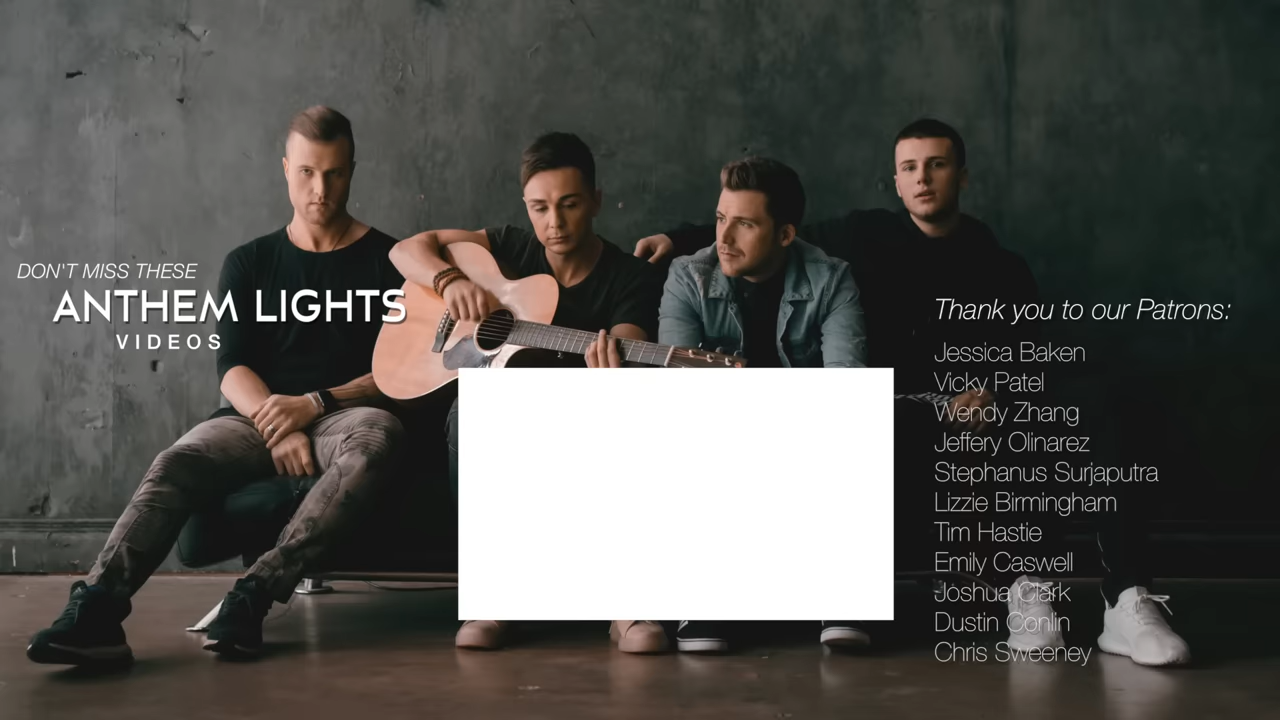 DON'T MISS THESE
ANTHEM LIGHTS
VIDEOS
Thank you to our Patrons:
Jessica Baken
Vicky Patel
Wendy Zhang
Jeffery Olinarez
Stephanus Surjaputra
Lizzie Birmingham
Tim Hastie
Emily Caswell
Joshua Clark
Dustin Conlin
Chris Sweeney